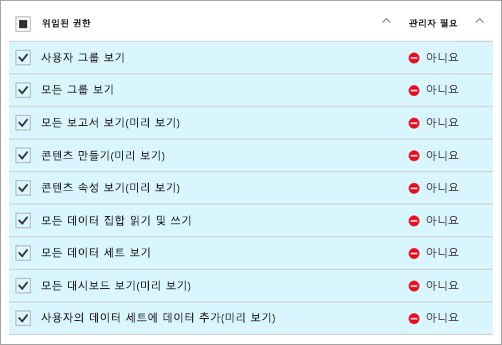 위임된 권한 관리자 필요
사용자 그룹 보기 아니요
모든 그룹 보기 아니요
모든 보고서 보기(미리 보기) 아니요
콘텐츠 만들기(미리 보기) 아니요
콘텐츠 속성 보기(미리 보기) 아니요
모든 데이터 집합 읽기 및 쓰기 아니요
모든 데이터 세트 보기 아니요
모든 대시보드 보기(미리 보기) 아니요
사용자의 데이터 세트에 데이터 추가(미리 보기) 아니요